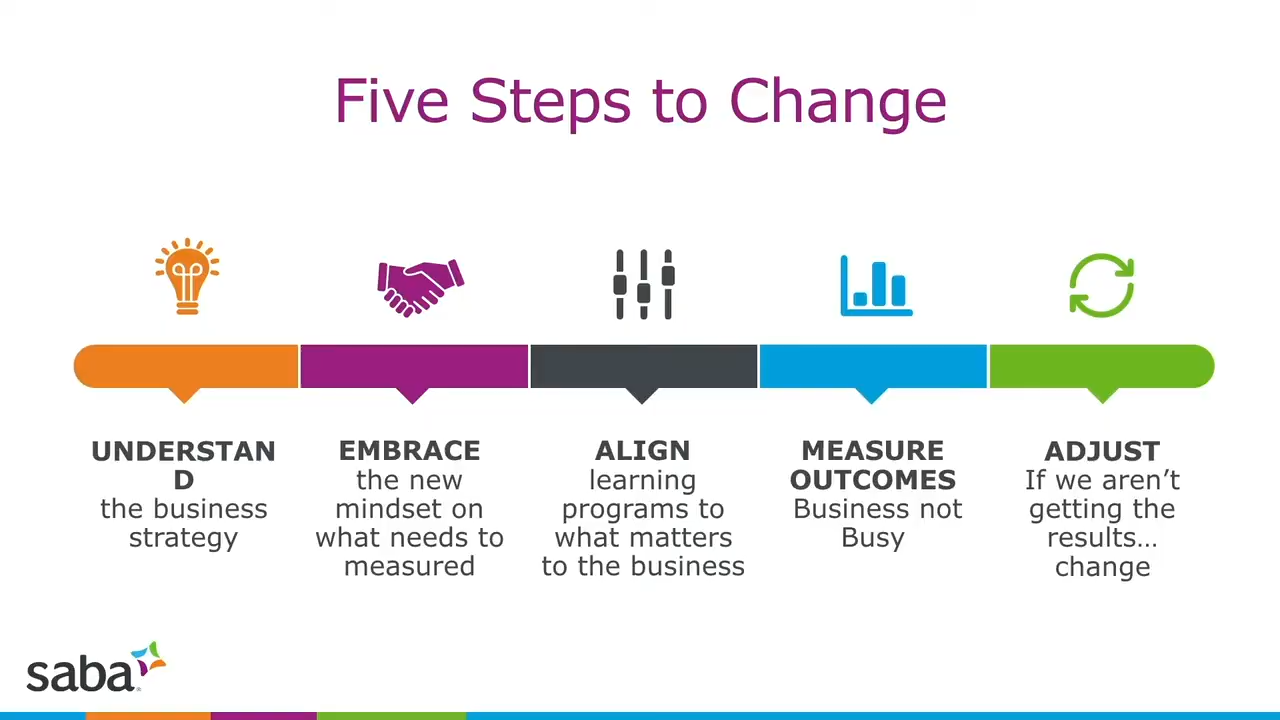 Five Steps to Change
UNDERSTAN
D
the business
strategy
EMBRACE
the new
mindset on
what needs to
measured
ALIGN
learning
programs to
what matters
to the business
MEASURE
OUTCOMES
Business not
Busy
ADJUST
If we aren’t
getting the
results…
change
saba